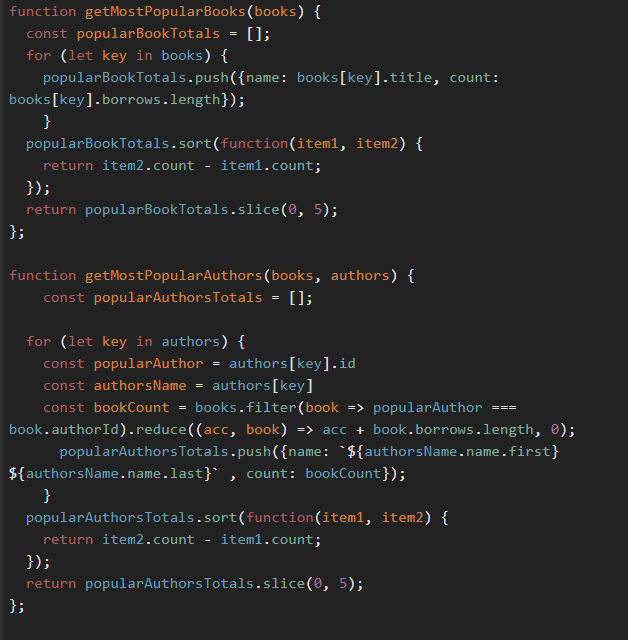 function getMostPopularBooks(books) {
  const popularBookTotals = [];
  for (let key in books) {
    popularBookTotals.push({name: books[key].title, count:
books[key].borrows.length});
    }
  popularBookTotals.sort(function(item1, item2) {
    return item2.count - item1.count;
  });
  return popularBookTotals.slice(0, 5);
};

function getMostPopularAuthors(books, authors) {
    const popularAuthorsTotals = [];

  for (let key in authors) {
    const popularAuthor = authors[key].id
    const authorsName = authors[key]
    const bookCount = books.filter(book => popularAuthor ===
book.authorId).reduce((acc, book) => acc + book.borrows.length, 0);
      popularAuthorsTotals.push({name: `${authorsName.name.first}
${authorsName.name.last}` , count: bookCount});
    }
  popularAuthorsTotals.sort(function(item1, item2) {
    return item2.count - item1.count;
  });
  return popularAuthorsTotals.slice(0, 5);
};